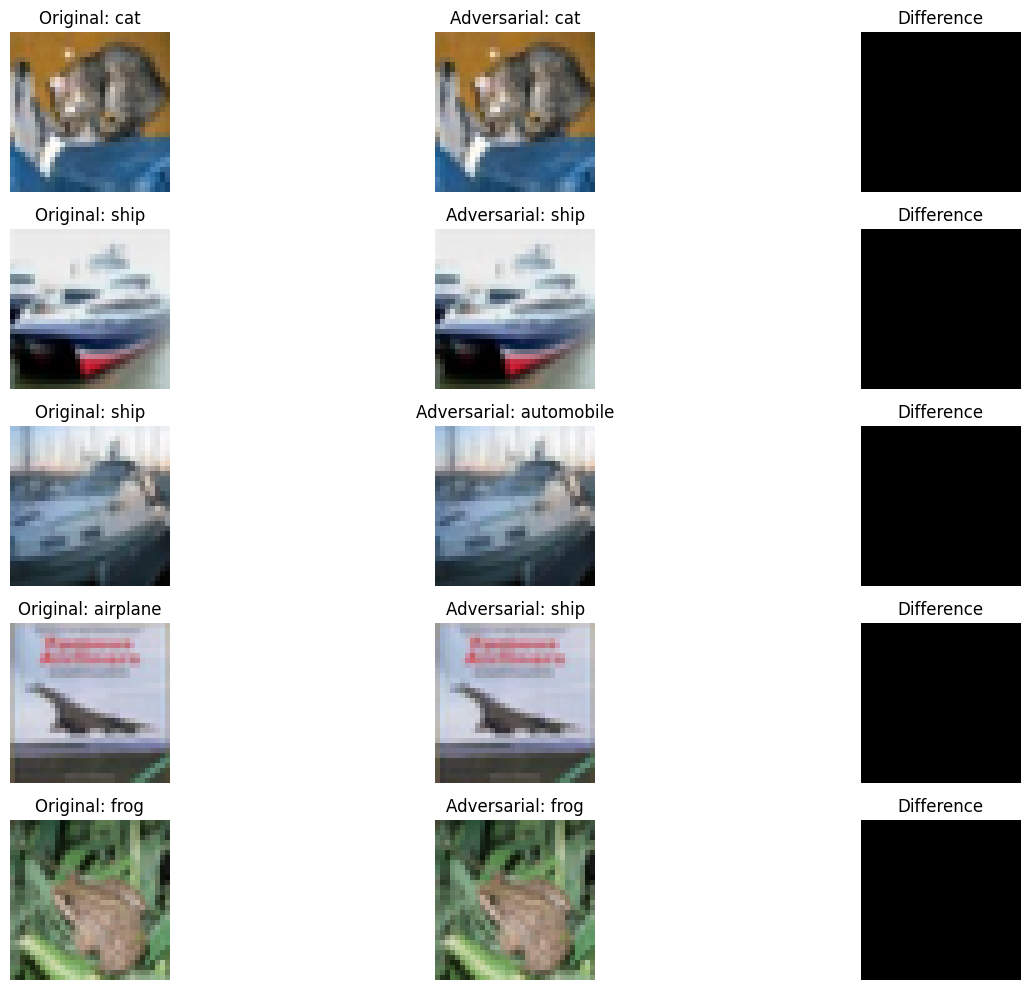 Original: cat
Adversarial: cat
Difference
Original: ship
Adversarial: ship
Difference
Original: ship
Adversarial: automobile
Difference
Original: airplane
Adversarial: ship
Difference
Original: frog
Adversarial: frog
Difference